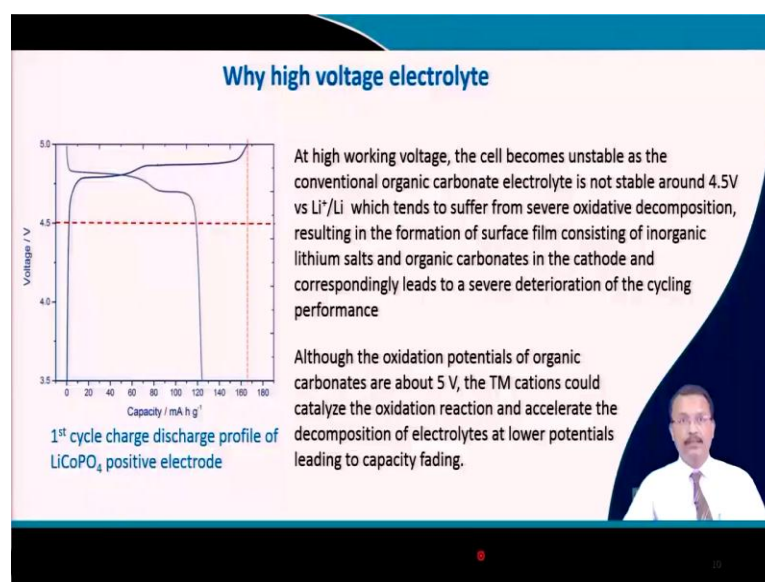 Why high voltage electrolyte
5.0
4.5
4.0
3.5
Voltage / V
0 20 40 60 80 100 120 140 160 180
Capacity / mA h g⁻¹
1st cycle charge discharge profile of
LiCoPO₄ positive electrode
At high working voltage, the cell becomes unstable as the
conventional organic carbonate electrolyte is not stable around 4.5V
vs Li⁺/Li which tends to suffer from severe oxidative decomposition,
resulting in the formation of surface film consisting of inorganic
lithium salts and organic carbonates in the cathode and
correspondingly leads to a severe deterioration of the cycling
performance
Although the oxidation potentials of organic
carbonates are about 5 V, the TM cations could
catalyze the oxidation reaction and accelerate the
decomposition of electrolytes at lower potentials
leading to capacity fading.